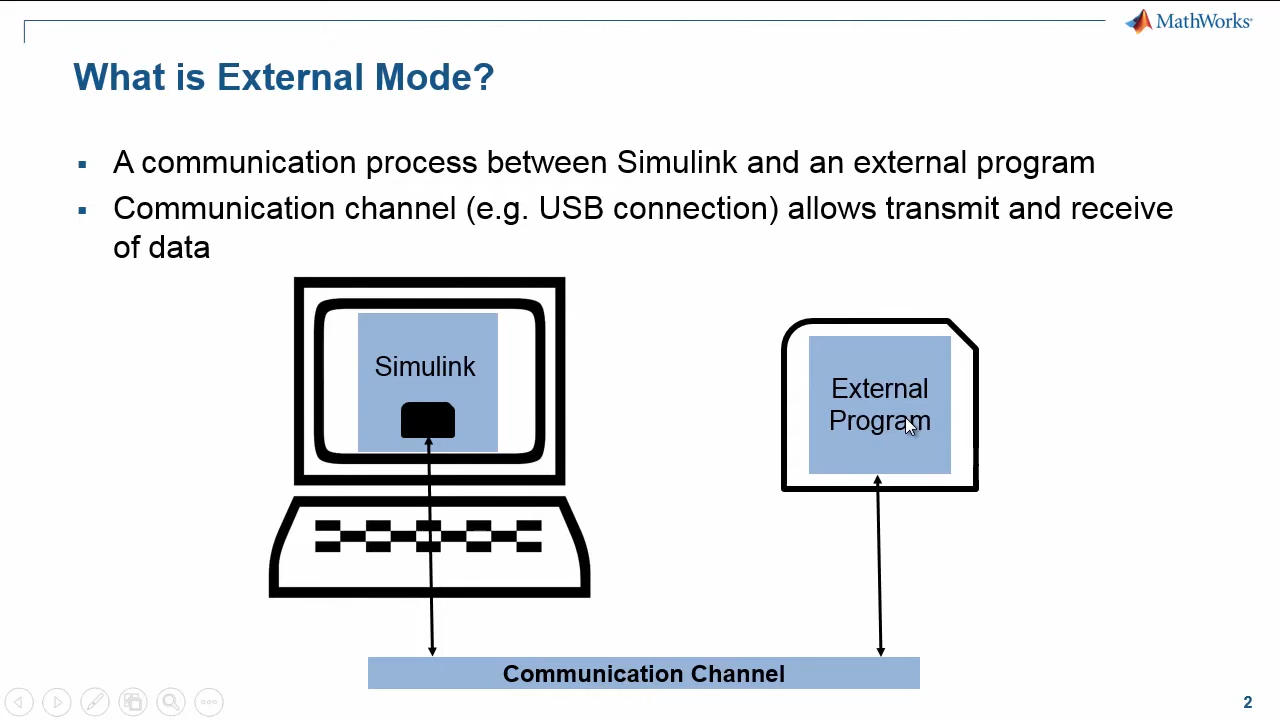 MathWorks
What is External Mode?
A communication process between Simulink and an external program
Communication channel (e.g. USB connection) allows transmit and receive
of data
Simulink
External
Program
Communication Channel
2